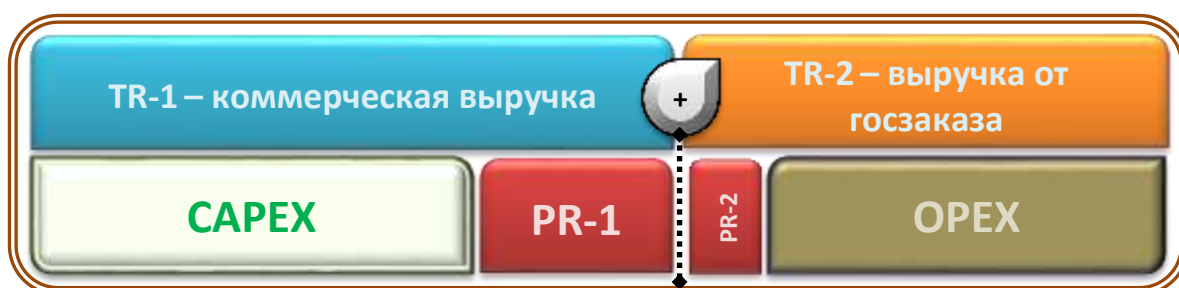 TR-1 – коммерческая выручка
+
TR-2 – выручка от
госзаказа
CAPEX
PR-1
PR-2
OPEX